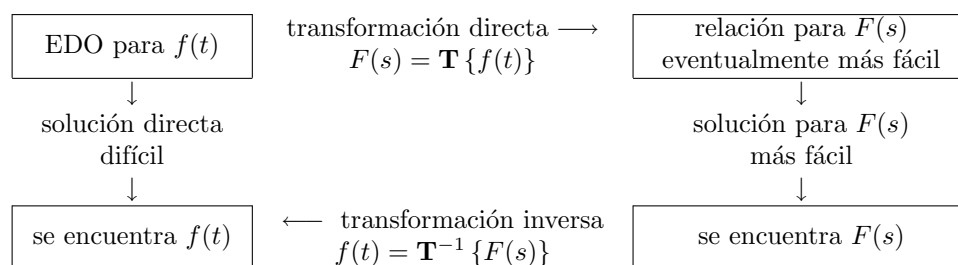 EDO para f(t)
transformación directa ⟶
F(s) = T {f(t)}
relación para F(s)
eventualmente más fácil
↓
solución directa
difícil
↓
↓
solución para F(s)
más fácil
↓
se encuentra f(t)
⟵ transformación inversa
f(t) = T⁻¹ {F(s)}
se encuentra F(s)